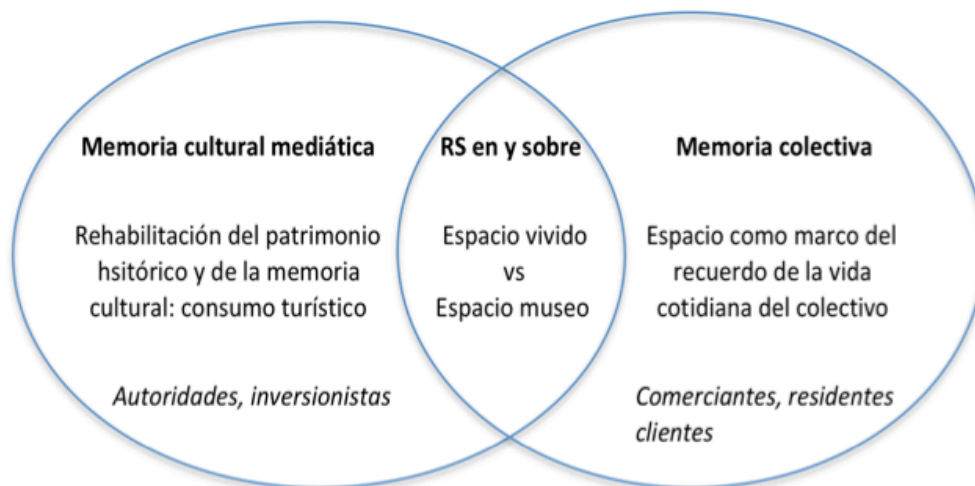 Memoria cultural mediática
Rehabilitación del patrimonio
hsitórico y de la memoria
cultural: consumo turístico
Autoridades, inversionistas
RS en y sobre
Espacio vivido
vs
Espacio museo
Memoria colectiva
Espacio como marco del
recuerdo de la vida
cotidiana del colectivo
Comerciantes, residentes
clientes